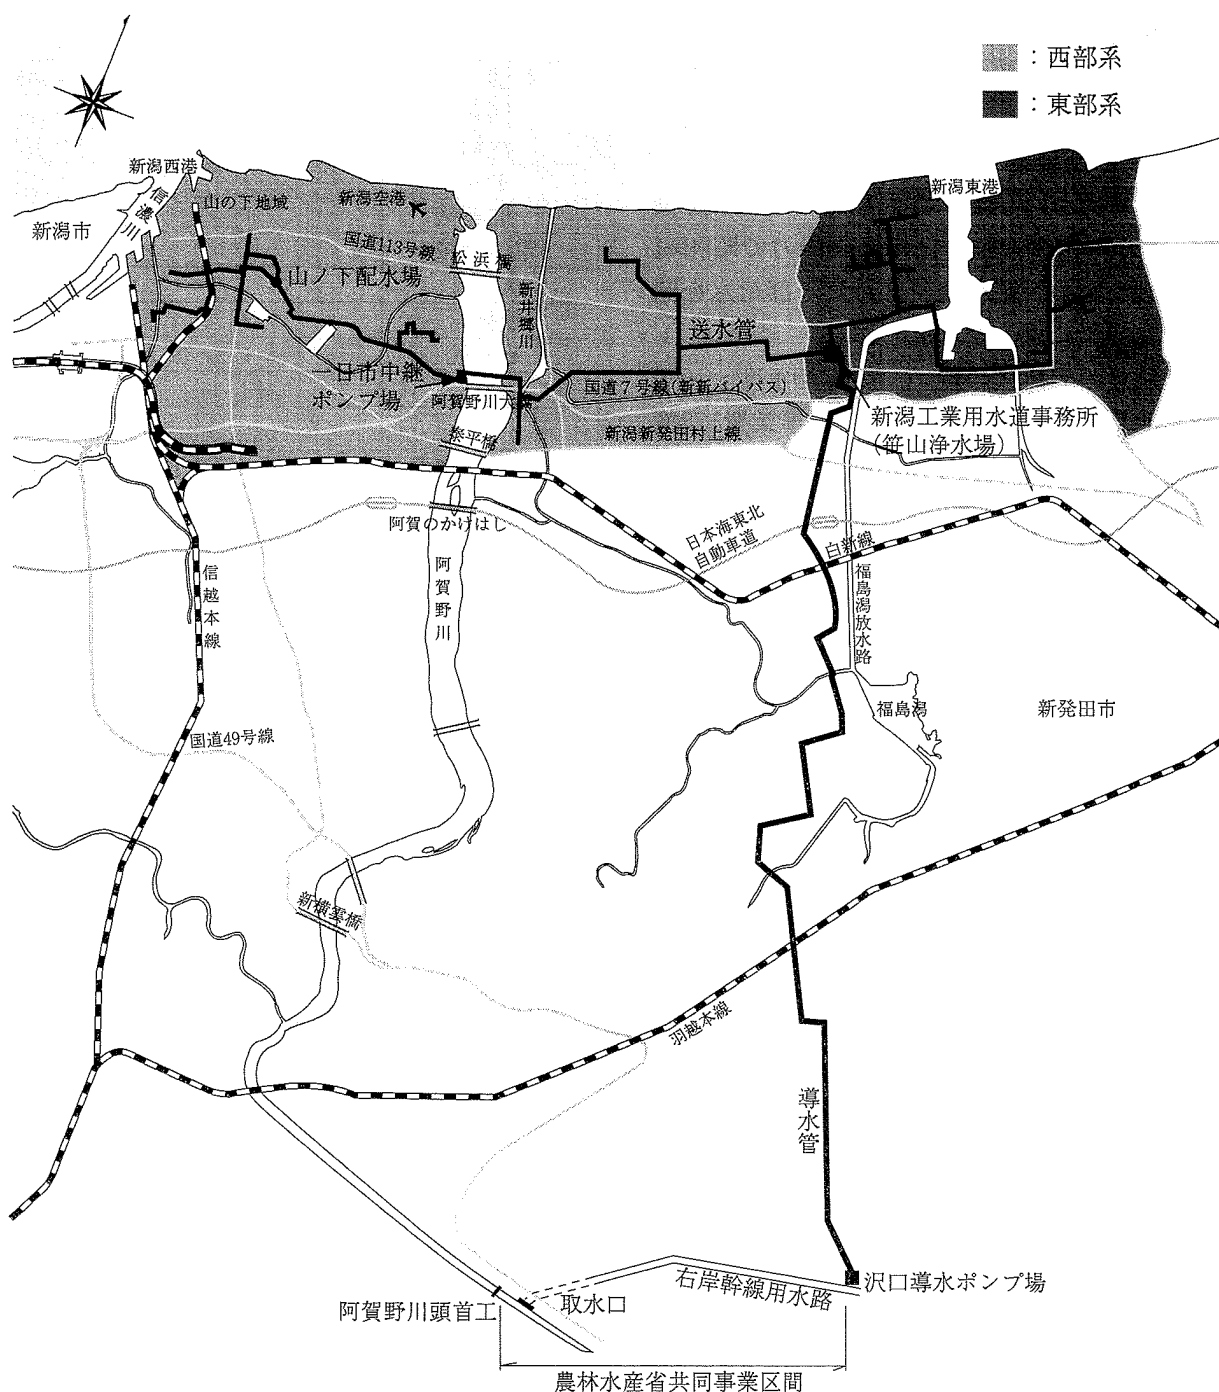 ：西部系
：東部系
新潟西港
信濃川
新潟市
山の下地域
新潟空港
国道113号線
松浜橋
新井郷川
新潟東港
山ノ下配水場
送水管
一日市中継
ポンプ場
阿賀野川大橋
国道７号線(新新バイパス)
新潟新発田村上線
泰平橋
新潟工業用水道事務所
(笹山浄水場)
阿賀のかけはし
日本海東北
自動車道
白新線
阿賀野川
信越本線
福島潟放水路
福島潟
新発田市
国道49号線
新横雲橋
羽越本線
導水管
沢口導水ポンプ場
右岸幹線用水路
取水口
阿賀野川頭首工
農林水産省共同事業区間